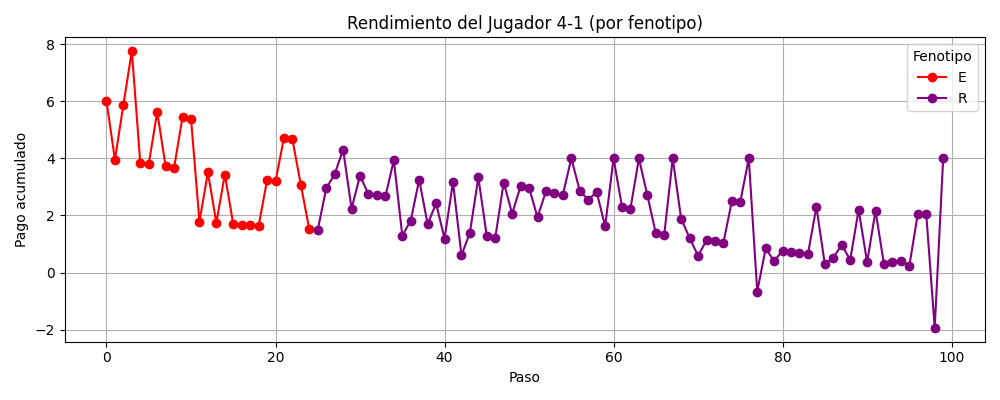 Rendimiento del Jugador 4-1 (por fenotipo)
Pago acumulado
8
6
4
2
0
−2
Fenotipo
E
R
0 20 40 60 80 100
Paso